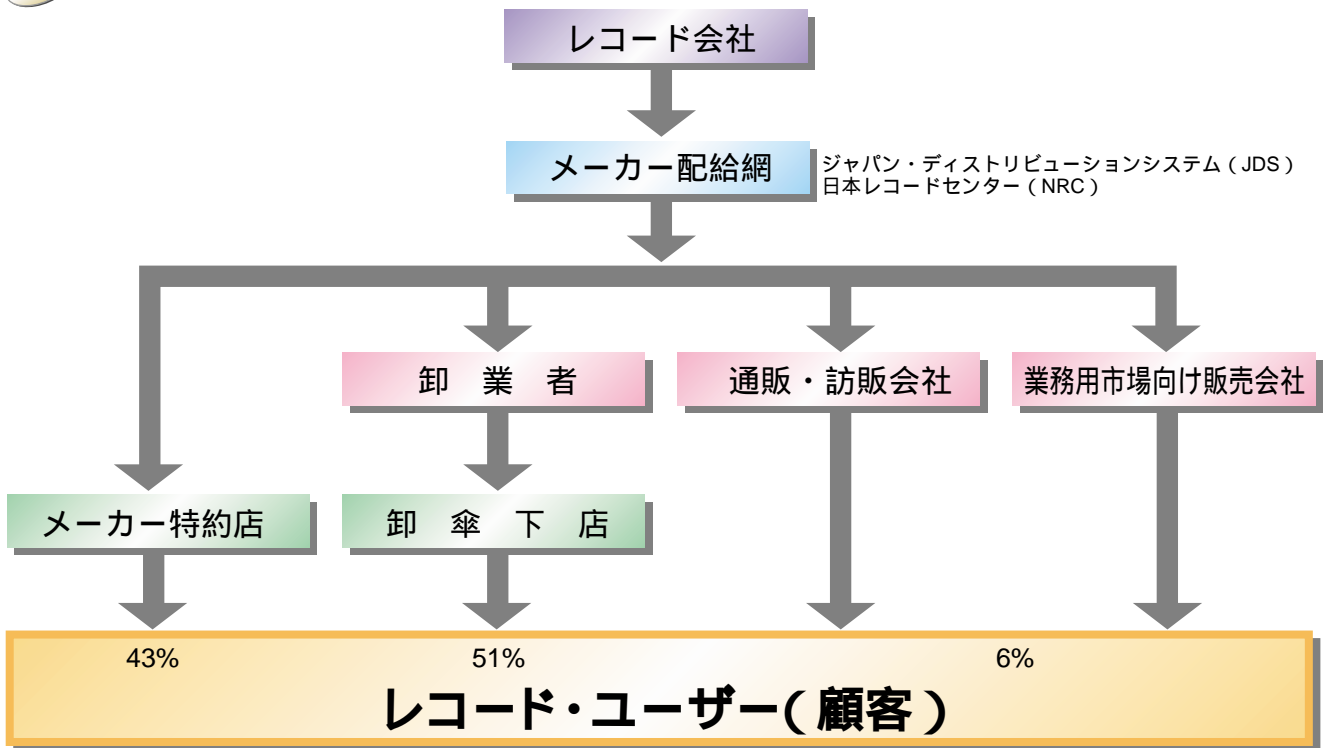 レコード会社
メーカー配給網
ジャパン・ディストリビューションシステム(JDS)
日本レコードセンター(NRC)
卸 業 者
通販・訪販会社
業務用市場向け販売会社
メーカー特約店
卸 傘 下 店
43%
51%
6%
レコード・ユーザー(顧客)